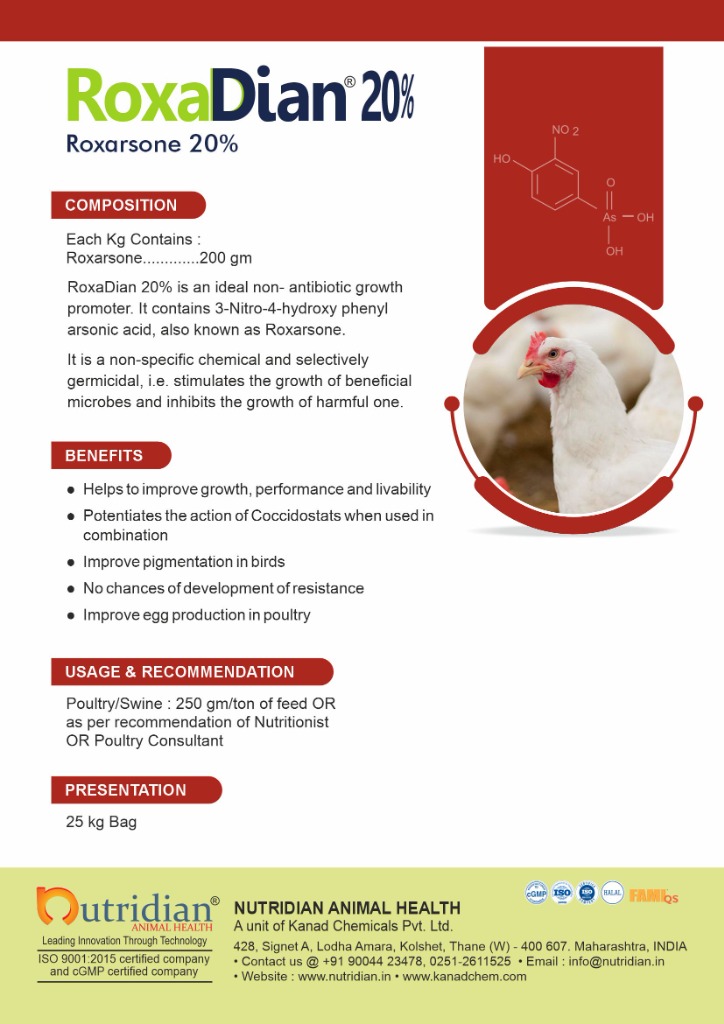 RoxaDian® 20%
Roxarsone 20%
NO 2
HO
O
As
OH
OH
COMPOSITION
Each Kg Contains :
Roxarsone.............200 gm
RoxaDian 20% is an ideal non- antibiotic growth
promoter. It contains 3-Nitro-4-hydroxy phenyl
arsonic acid, also known as Roxarsone.
It is a non-specific chemical and selectively
germicidal, i.e. stimulates the growth of beneficial
microbes and inhibits the growth of harmful one.
BENEFITS
● Helps to improve growth, performance and livability
● Potentiates the action of Coccidostats when used in
combination
● Improve pigmentation in birds
● No chances of development of resistance
● Improve egg production in poultry
USAGE & RECOMMENDATION
Poultry/Swine : 250 gm/ton of feed OR
as per recommendation of Nutritionist
OR Poultry Consultant
PRESENTATION
25 kg Bag
nutridian®
ANIMAL HEALTH
Leading Innovation Through Technology
ISO 9001:2015 certified company
and cGMP certified company
cGMP
ISO
ISO
HALAL
FAMI QS
NUTRIDIAN ANIMAL HEALTH
A unit of Kanad Chemicals Pvt. Ltd.
428, Signet A, Lodha Amara, Kolshet, Thane (W) - 400 607. Maharashtra, INDIA
• Contact us @ +91 90044 23478, 0251-2611525 • Email : info@nutridian.in
• Website : www.nutridian.in • www.kanadchem.com